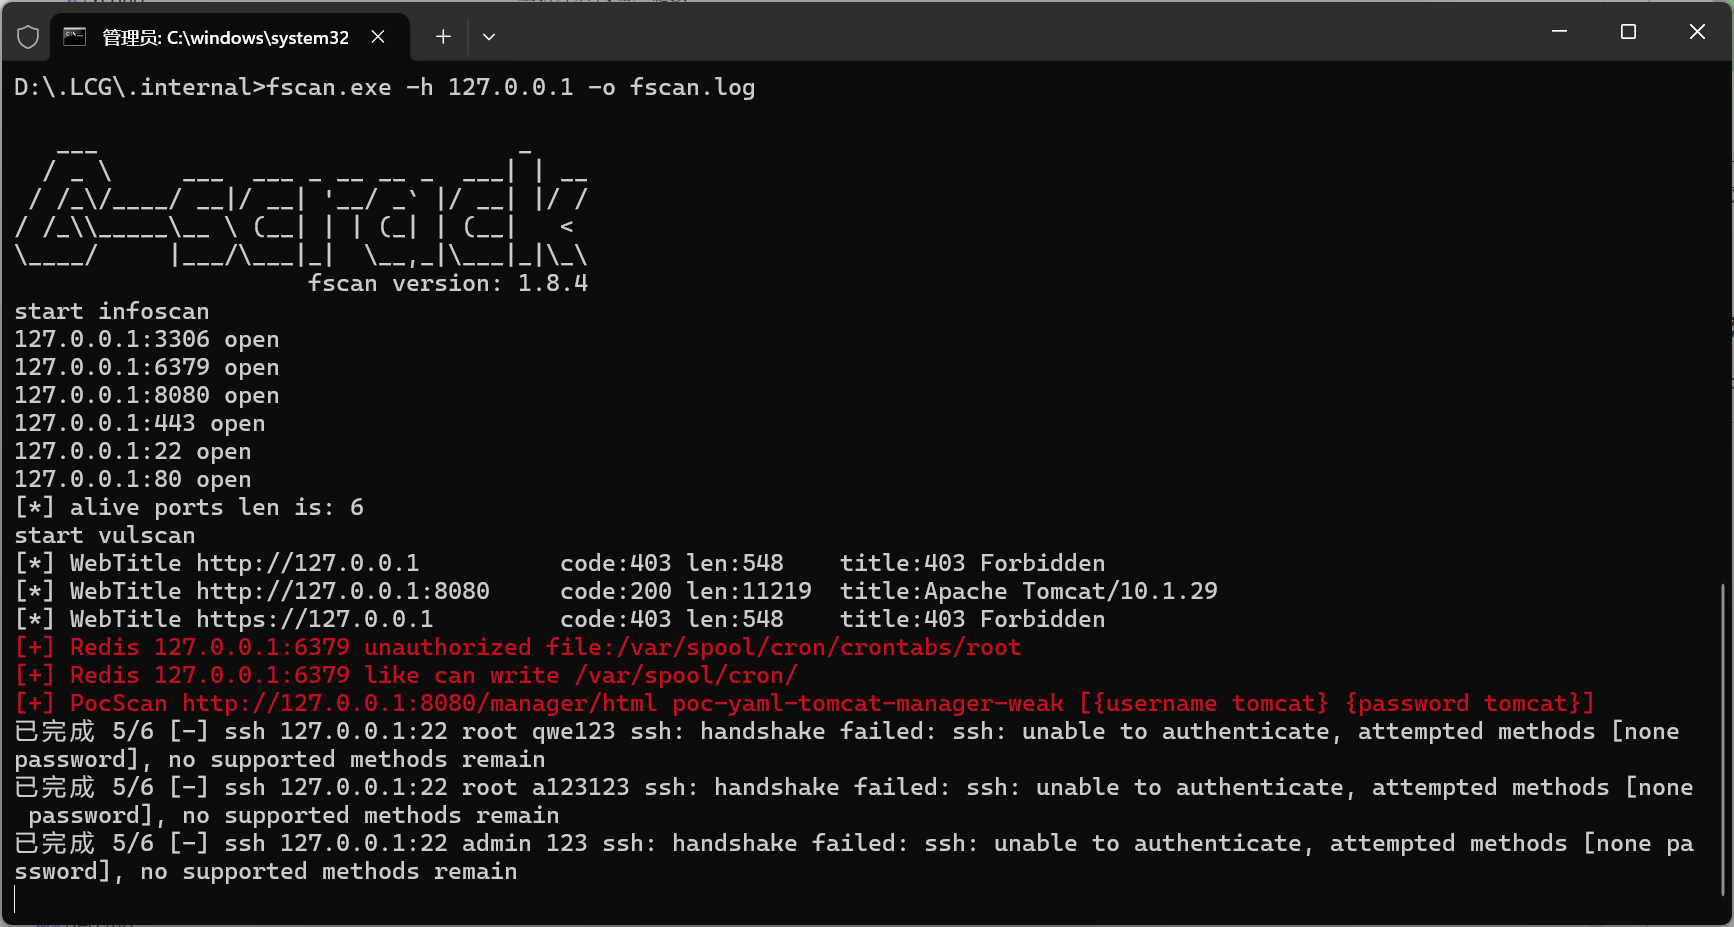 管理员: C:\windows\system32
D:\.LCG\.internal>fscan.exe -h 127.0.0.1 -o fscan.log
   ___                              _
  / _ \     ___  ___ _ __ __ _  ___| | __
 / /_\/____/ __|/ __| '__/ _` |/ __| |/ /
/ /_\\_____\__ \ (__| | | (_| | (__|   <
\____/     |___/\___|_|  \__,_|\___|_|\_\
                     fscan version: 1.8.4
start infoscan
127.0.0.1:3306 open
127.0.0.1:6379 open
127.0.0.1:8080 open
127.0.0.1:443 open
127.0.0.1:22 open
127.0.0.1:80 open
[*] alive ports len is: 6
start vulscan
[*] WebTitle http://127.0.0.1          code:403 len:548    title:403 Forbidden
[*] WebTitle http://127.0.0.1:8080     code:200 len:11219  title:Apache Tomcat/10.1.29
[*] WebTitle https://127.0.0.1         code:403 len:548    title:403 Forbidden
[+] Redis 127.0.0.1:6379 unauthorized file:/var/spool/cron/crontabs/root
[+] Redis 127.0.0.1:6379 like can write /var/spool/cron/
[+] PocScan http://127.0.0.1:8080/manager/html poc-yaml-tomcat-manager-weak [{username tomcat} {password tomcat}]
已完成 5/6 [-] ssh 127.0.0.1:22 root qwe123 ssh: handshake failed: ssh: unable to authenticate, attempted methods [none
password], no supported methods remain
已完成 5/6 [-] ssh 127.0.0.1:22 root a123123 ssh: handshake failed: ssh: unable to authenticate, attempted methods [none
 password], no supported methods remain
已完成 5/6 [-] ssh 127.0.0.1:22 admin 123 ssh: handshake failed: ssh: unable to authenticate, attempted methods [none pa
ssword], no supported methods remain